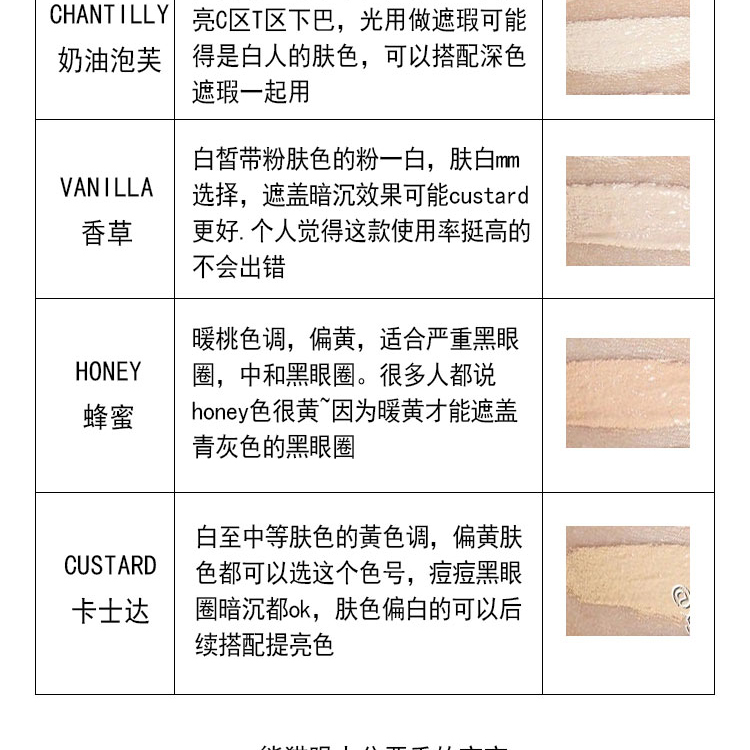 CHANTILLY
奶油泡芙
亮C区T区下巴，光用做遮瑕可能
得是白人的肤色，可以搭配深色
遮瑕一起用
VANILLA
香草
白皙带粉肤色的粉一白，肤白mm
选择，遮盖暗沉效果可能custard
更好.个人觉得这款使用率挺高的
不会出错
HONEY
蜂蜜
暖桃色调，偏黄，适合严重黑眼
圈，中和黑眼圈。很多人都说
honey色很黄~因为暖黄才能遮盖
青灰色的黑眼圈
CUSTARD
卡士达
白至中等肤色的黃色调，偏黄肤
色都可以选这个色号，痘痘黑眼
圈暗沉都ok，肤色偏白的可以后
续搭配提亮色